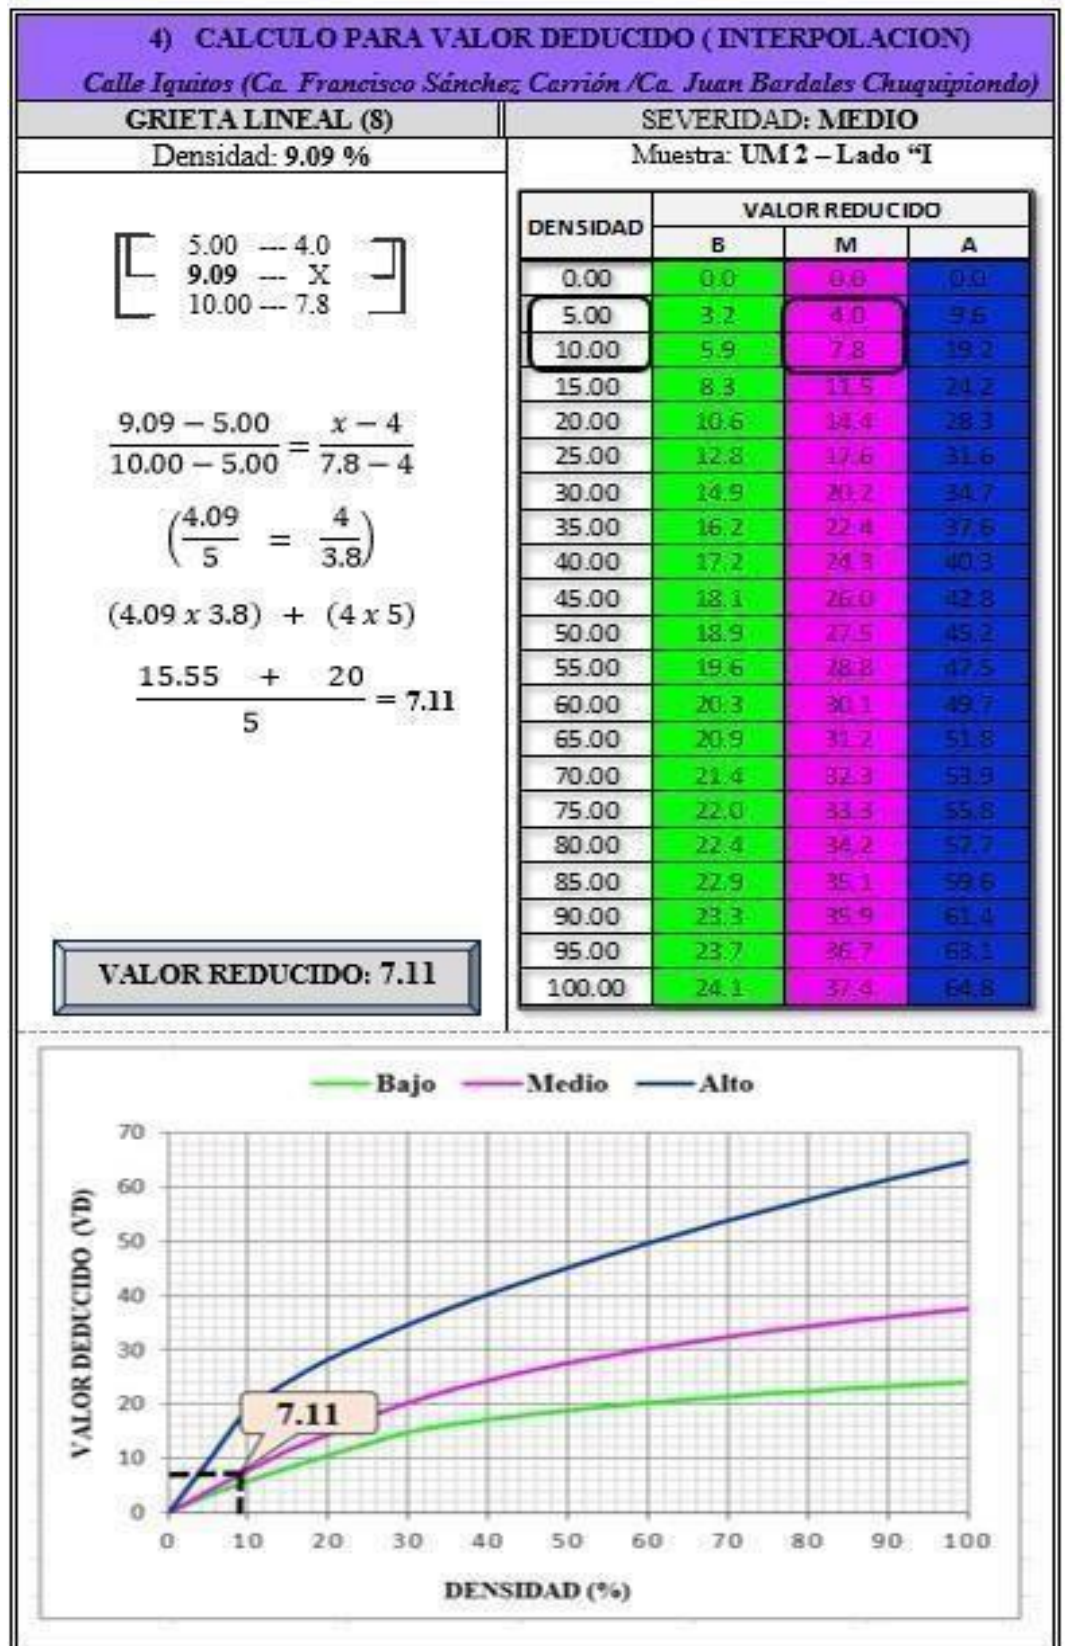 4) CALCULO PARA VALOR DEDUCIDO ( INTERPOLACION)
Calle Iquitos (Ca. Francisco Sánchez Carrión /Ca. Juan Bardales Chuquipiondo)
GRIETA LINEAL (8) SEVERIDAD: MEDIO
Densidad: 9.09 % Muestra: UM 2 – Lado “I
5.00 --- 4.0
9.09 --- X
10.00 --- 7.8
9.09 − 5.00 / 10.00 − 5.00 = x − 4 / 7.8 − 4
(4.09 / 5 = 4 / 3.8)
(4.09 x 3.8) + (4 x 5)
15.55 + 20 / 5 = 7.11
VALOR REDUCIDO: 7.11
DENSIDAD VALOR REDUCIDO
B M A
0.00 0.0 0.0 0.0
5.00 3.2 4.0 9.6
10.00 5.9 7.8 19.2
15.00 8.3 11.5 24.2
20.00 10.6 14.4 28.3
25.00 12.8 17.6 31.6
30.00 14.9 20.2 34.7
35.00 16.2 22.4 37.6
40.00 17.2 24.3 40.3
45.00 18.1 26.0 42.8
50.00 18.9 27.5 45.2
55.00 19.6 28.8 47.5
60.00 20.3 30.1 49.7
65.00 20.9 31.2 51.8
70.00 21.4 32.3 53.9
75.00 22.0 33.3 55.8
80.00 22.4 34.2 57.7
85.00 22.9 35.1 59.6
90.00 23.3 35.9 61.4
95.00 23.7 36.7 63.1
100.00 24.1 37.4 64.8
Bajo Medio Alto
VALOR DEDUCIDO (VD)
70
60
50
40
30
20
10
0
7.11
0 10 20 30 40 50 60 70 80 90 100
DENSIDAD (%)